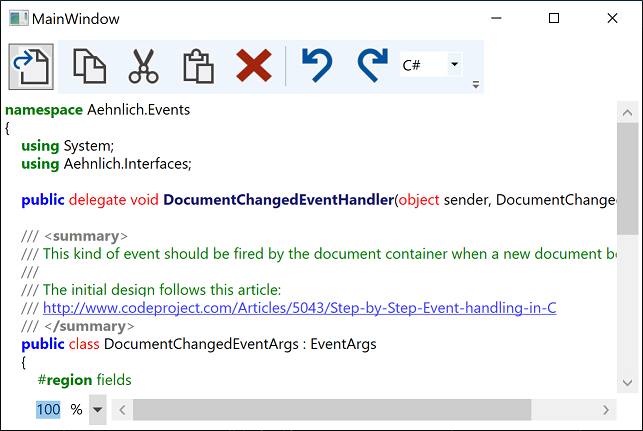 MainWindow
C#
namespace Aehnlich.Events
{
using System;
using Aehnlich.Interfaces;
public delegate void DocumentChangedEventHandler(object sender, DocumentChanged
/// <summary>
/// This kind of event should be fired by the document container when a new document be
///
/// The initial design follows this article:
/// http://www.codeproject.com/Articles/5043/Step-by-Step-Event-handling-in-C
/// </summary>
public class DocumentChangedEventArgs : EventArgs
{
#region fields
100 %